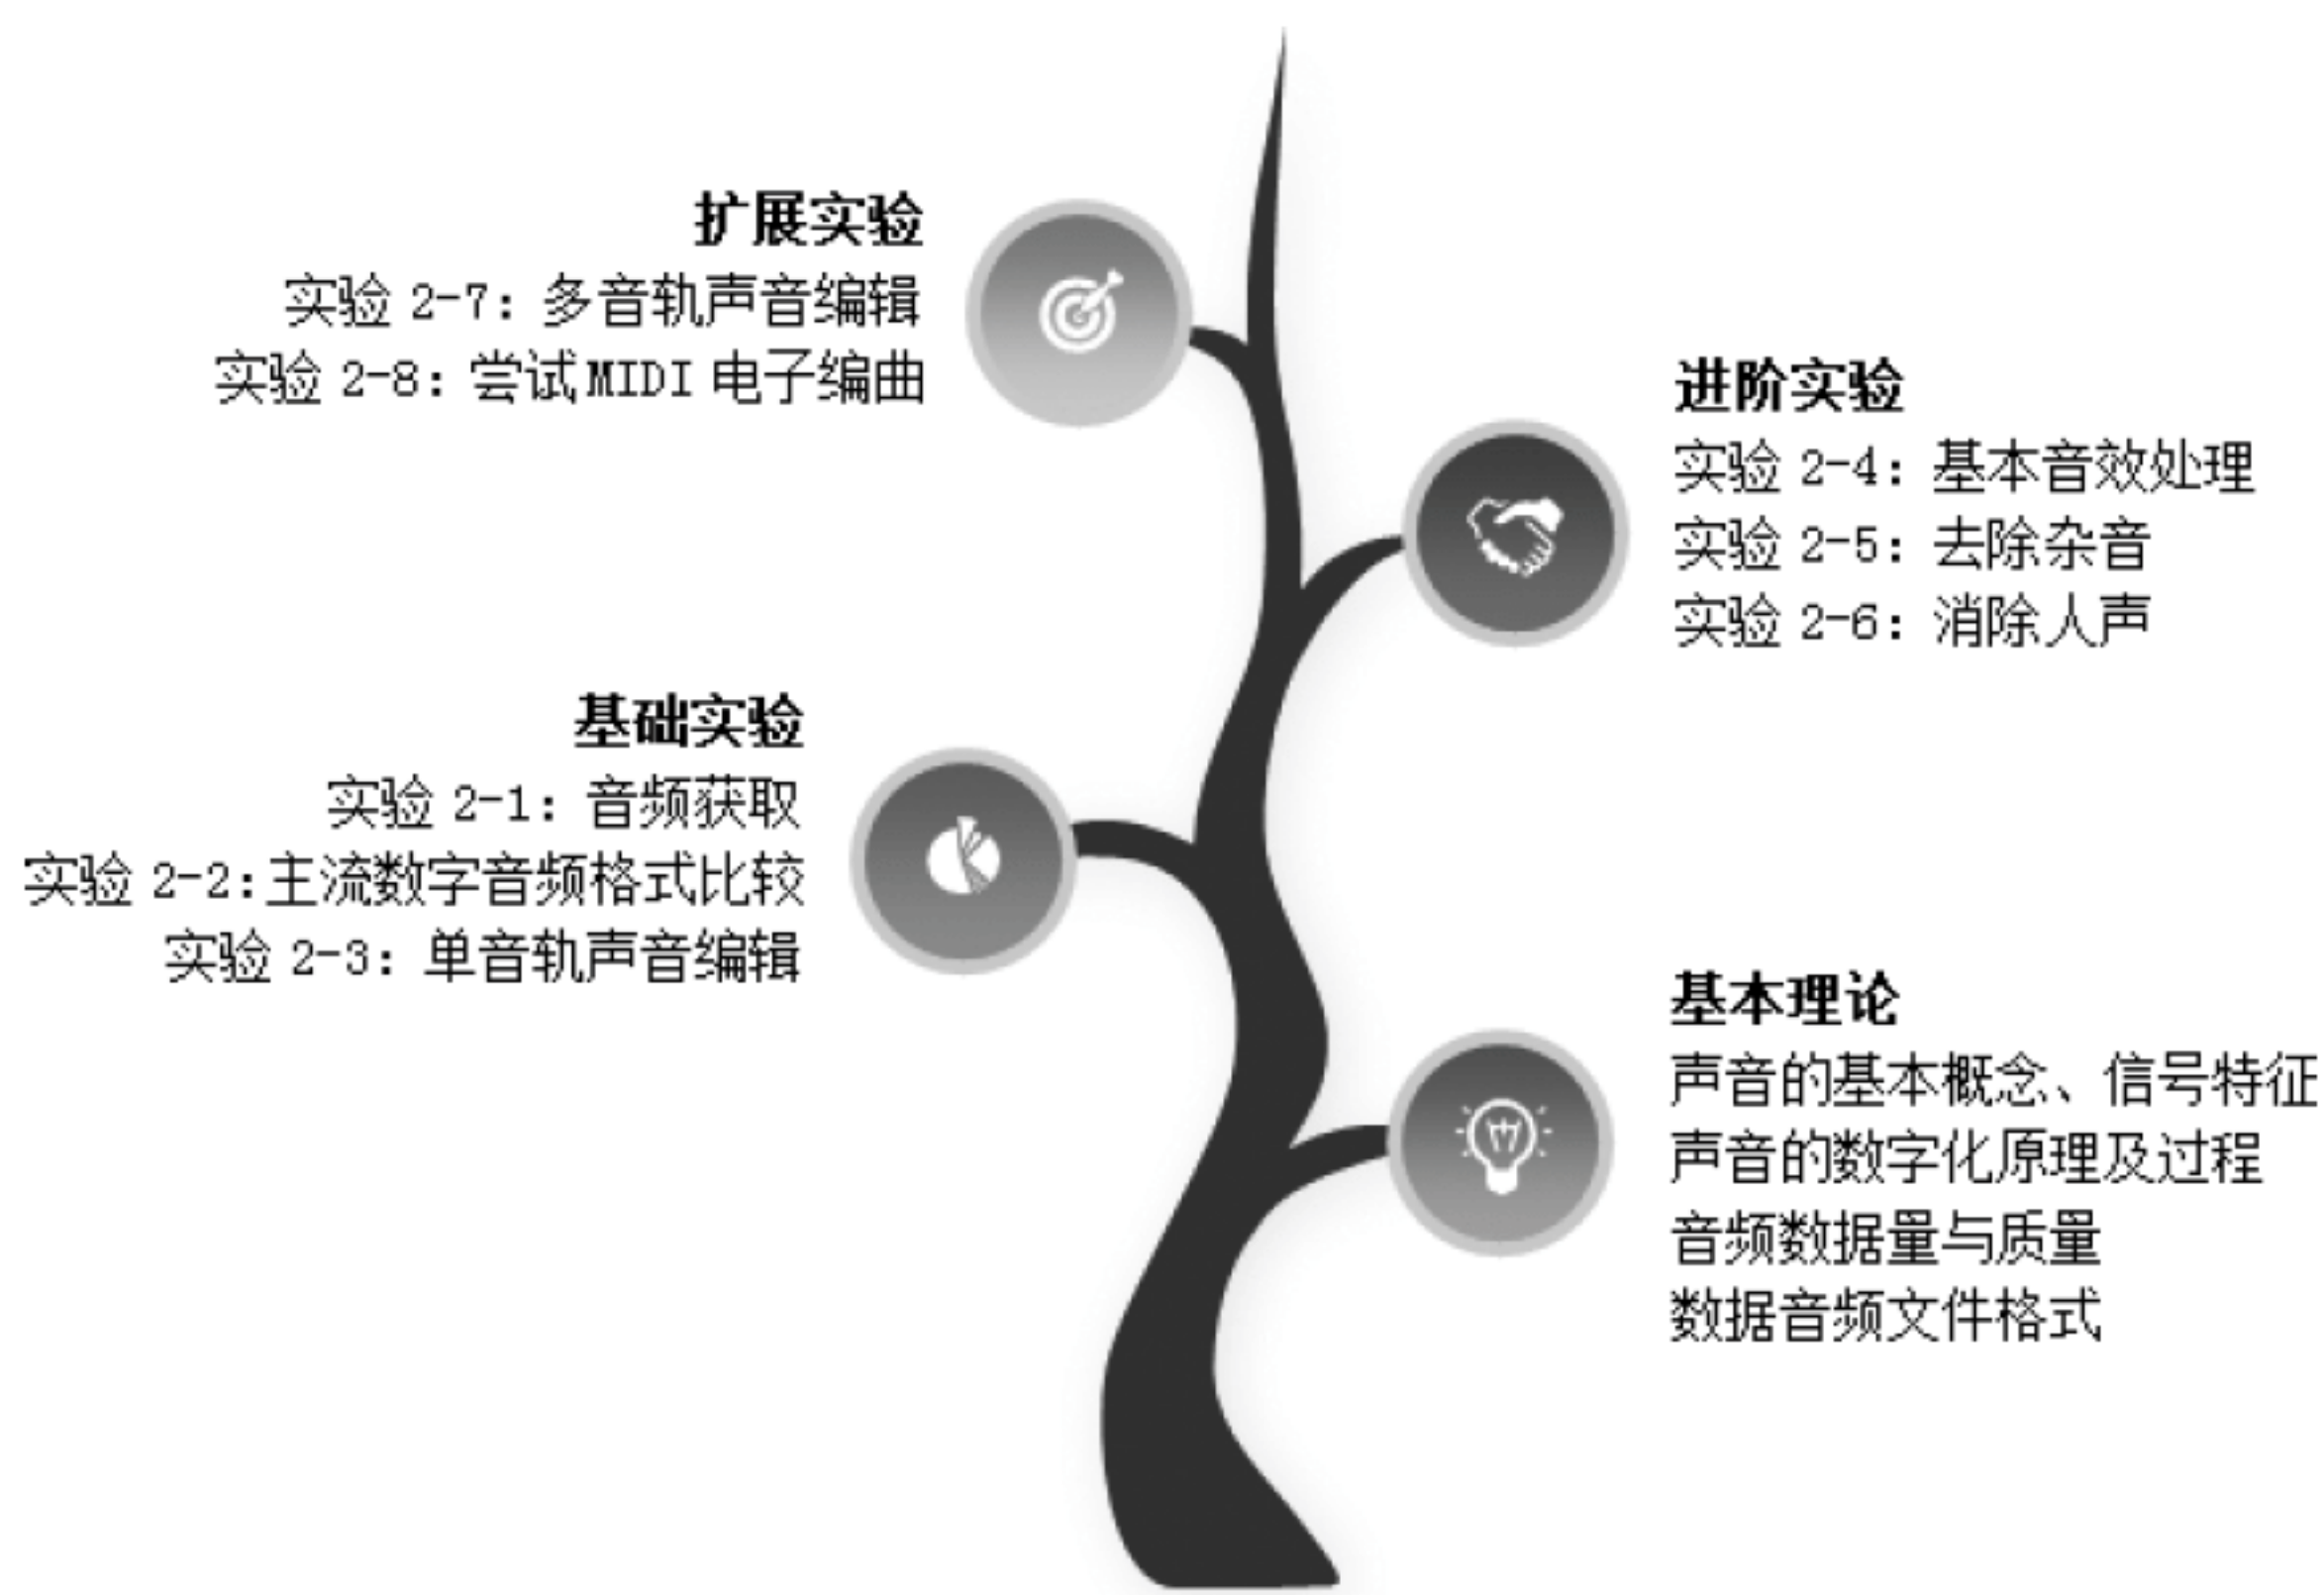 扩展实验
实验 2-7：多音轨声音编辑
实验 2-8：尝试MIDI 电子编曲
进阶实验
实验 2-4：基本音效处理
实验 2-5：去除杂音
实验 2-6：消除人声
基础实验
实验 2-1：音频获取
实验 2-2：主流数字音频格式比较
实验 2-3：单音轨声音编辑
基本理论
声音的基本概念、信号特征
声音的数字化原理及过程
音频数据量与质量
数据音频文件格式